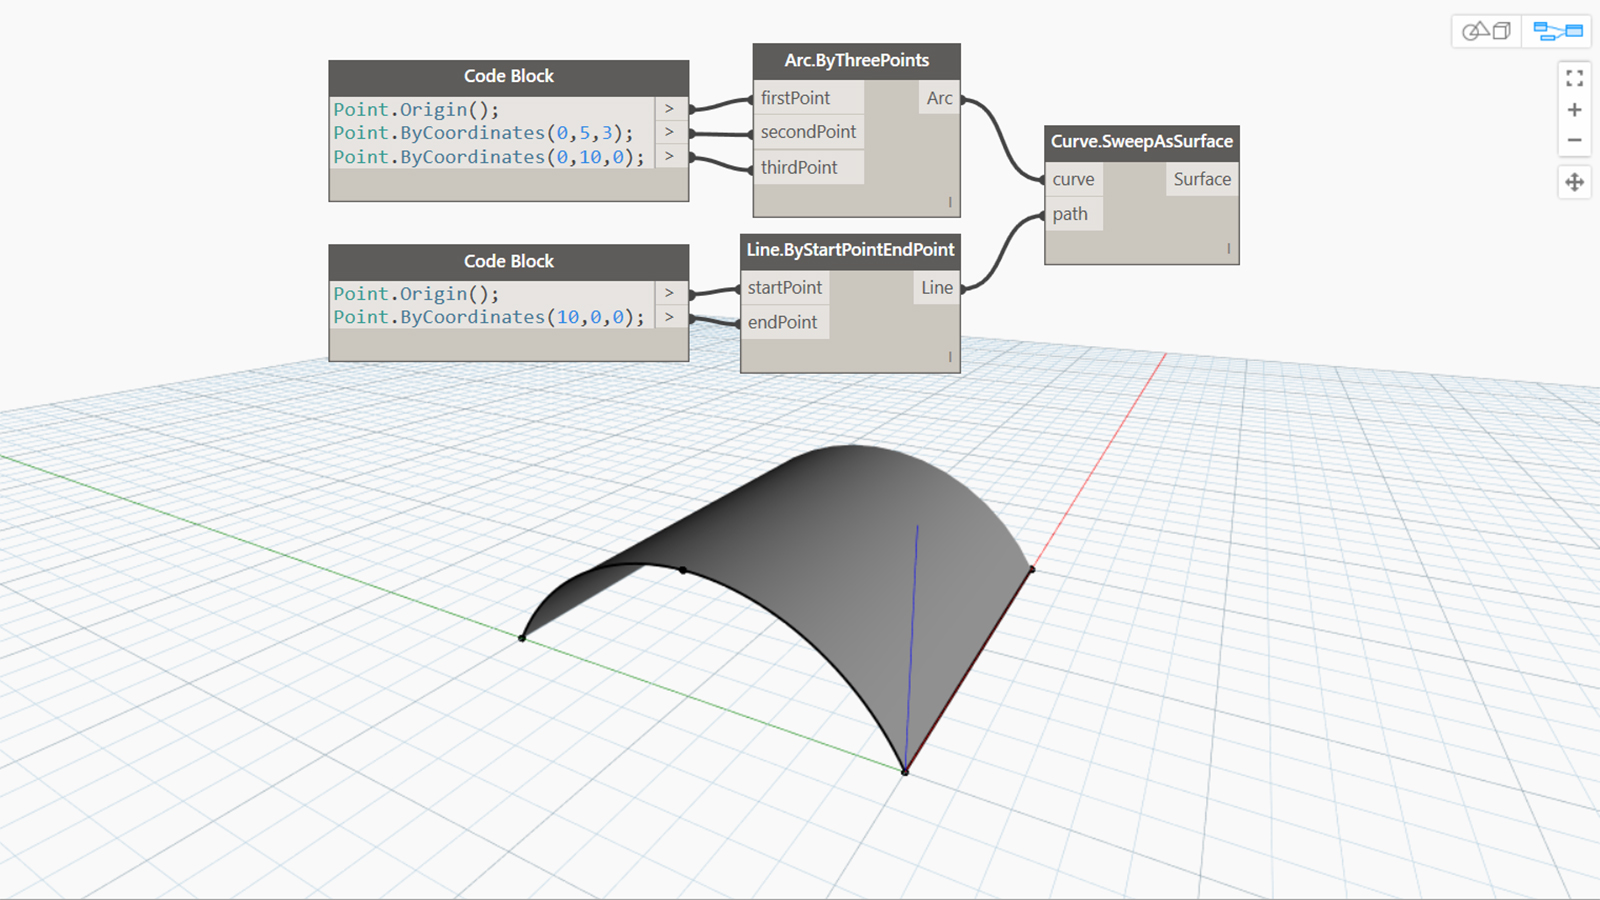 Code Block
Point.Origin();
>
Point.ByCoordinates(0,5,3);
>
Point.ByCoordinates(0,10,0);
>
Arc.ByThreePoints
firstPoint
Arc
secondPoint
thirdPoint
Code Block
Point.Origin();
>
Point.ByCoordinates(10,0,0);
>
Line.ByStartPointEndPoint
startPoint
Line
endPoint
Curve.SweepAsSurface
curve
Surface
path